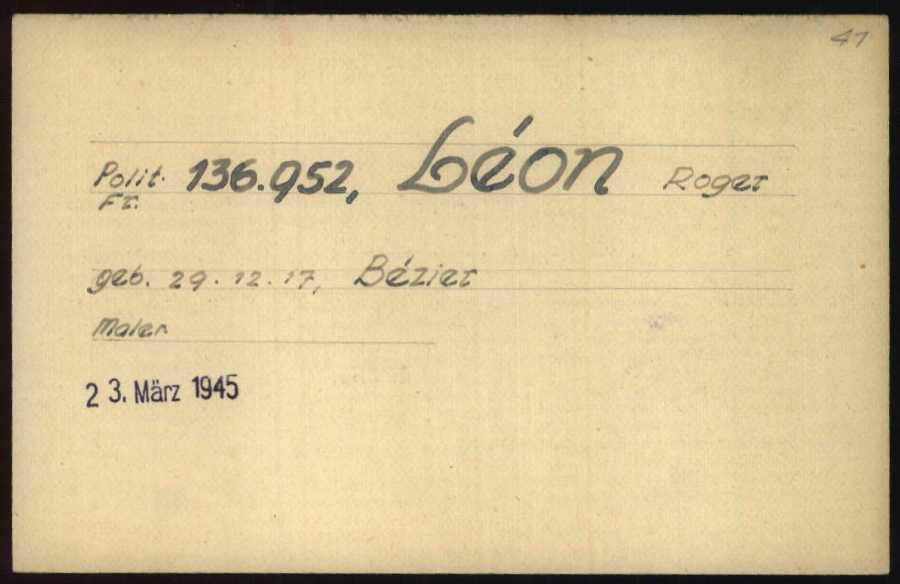 41
Polit. 136.952, Léon Roger
Fr.
geb. 29.12.17, Bézier
Maler
23. März 1945